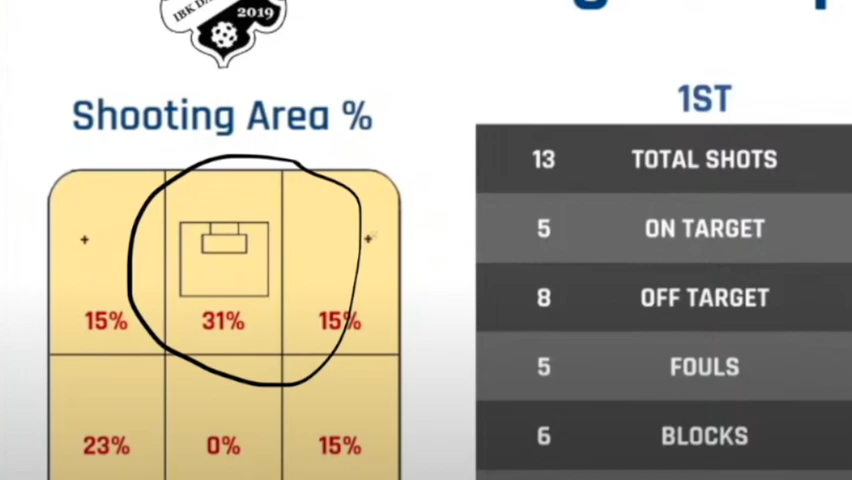 IBK
2019
Shooting Area %
15% 31% 15%
23% 0% 15%
1ST
13 TOTAL SHOTS
5 ON TARGET
8 OFF TARGET
5 FOULS
6 BLOCKS